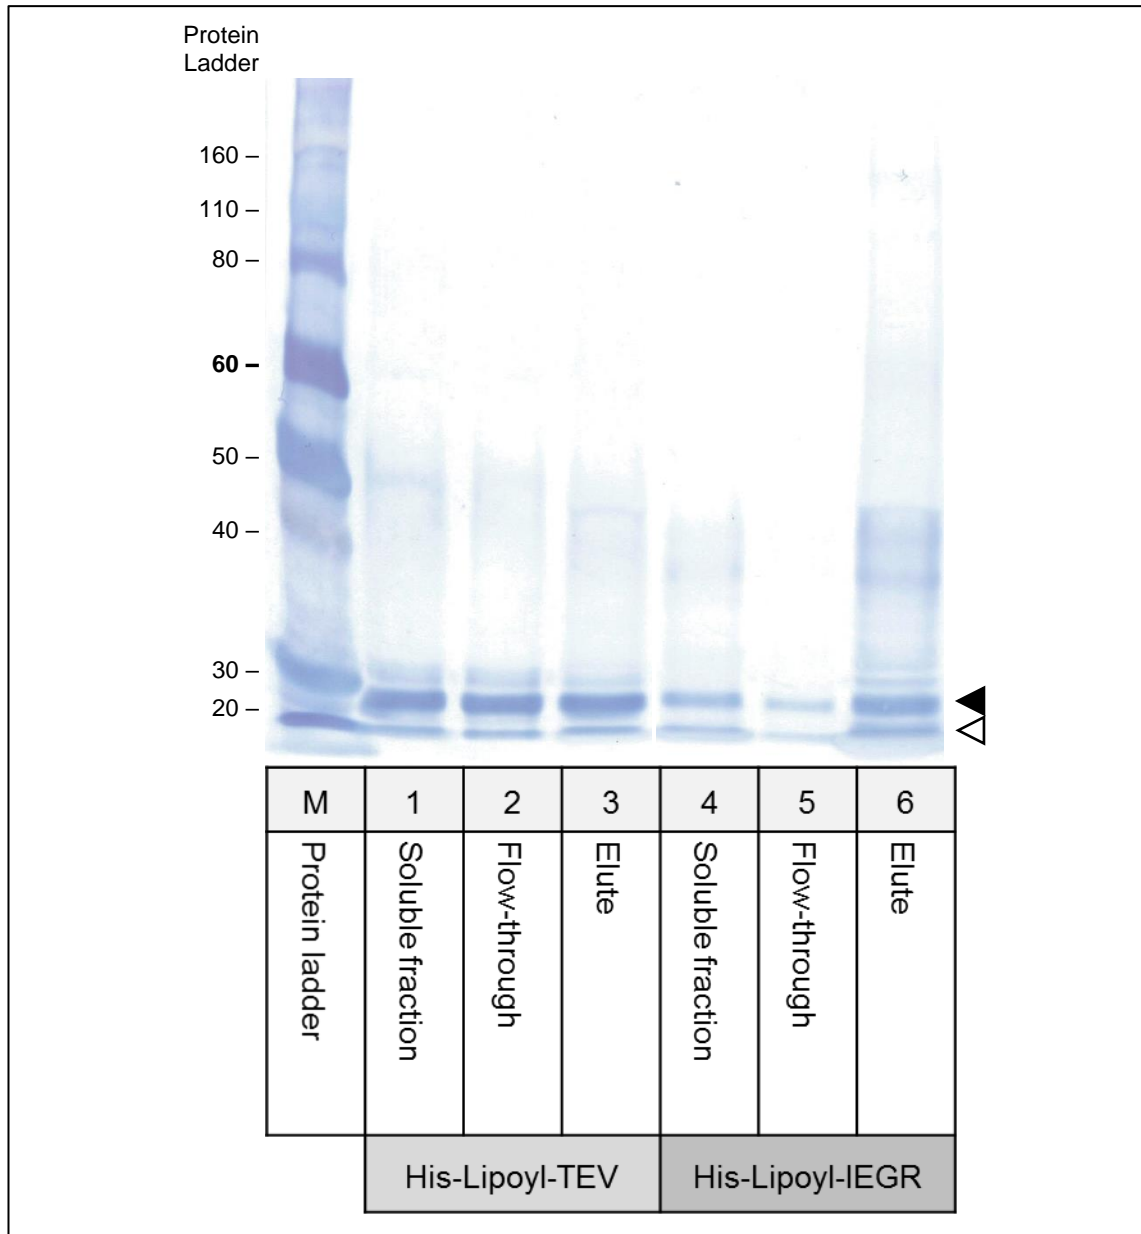 Protein
Ladder
160 –
110 –
80 –
60 –
50 –
40 –
30 –
20 –
M 1 2 3 4 5 6
Protein ladder
Soluble fraction
Flow-through
Elute
Soluble fraction
Flow-through
Elute
His-Lipoyl-TEV His-Lipoyl-IEGR